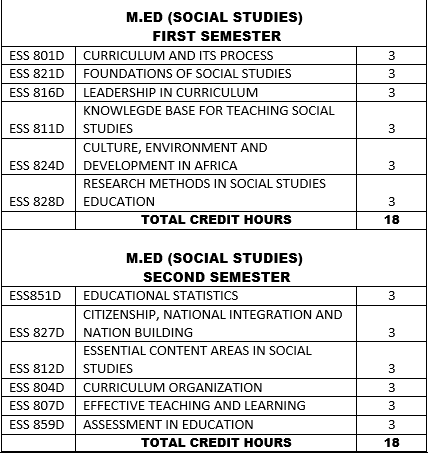 M.ED (SOCIAL STUDIES)
FIRST SEMESTER
ESS 801D CURRICULUM AND ITS PROCESS 3
ESS 821D FOUNDATIONS OF SOCIAL STUDIES 3
ESS 816D LEADERSHIP IN CURRICULUM 3
KNOWLEGDE BASE FOR TEACHING SOCIAL
ESS 811D STUDIES 3
CULTURE, ENVIRONMENT AND
ESS 824D DEVELOPMENT IN AFRICA 3
RESEARCH METHODS IN SOCIAL STUDIES
ESS 828D EDUCATION 3
TOTAL CREDIT HOURS 18
M.ED (SOCIAL STUDIES)
SECOND SEMESTER
ESS851D EDUCATIONAL STATISTICS 3
CITIZENSHIP, NATIONAL INTEGRATION AND
ESS 827D NATION BUILDING 3
ESSENTIAL CONTENT AREAS IN SOCIAL
ESS 812D STUDIES 3
ESS 804D CURRICULUM ORGANIZATION 3
ESS 807D EFFECTIVE TEACHING AND LEARNING 3
ESS 859D ASSESSMENT IN EDUCATION 3
TOTAL CREDIT HOURS 18